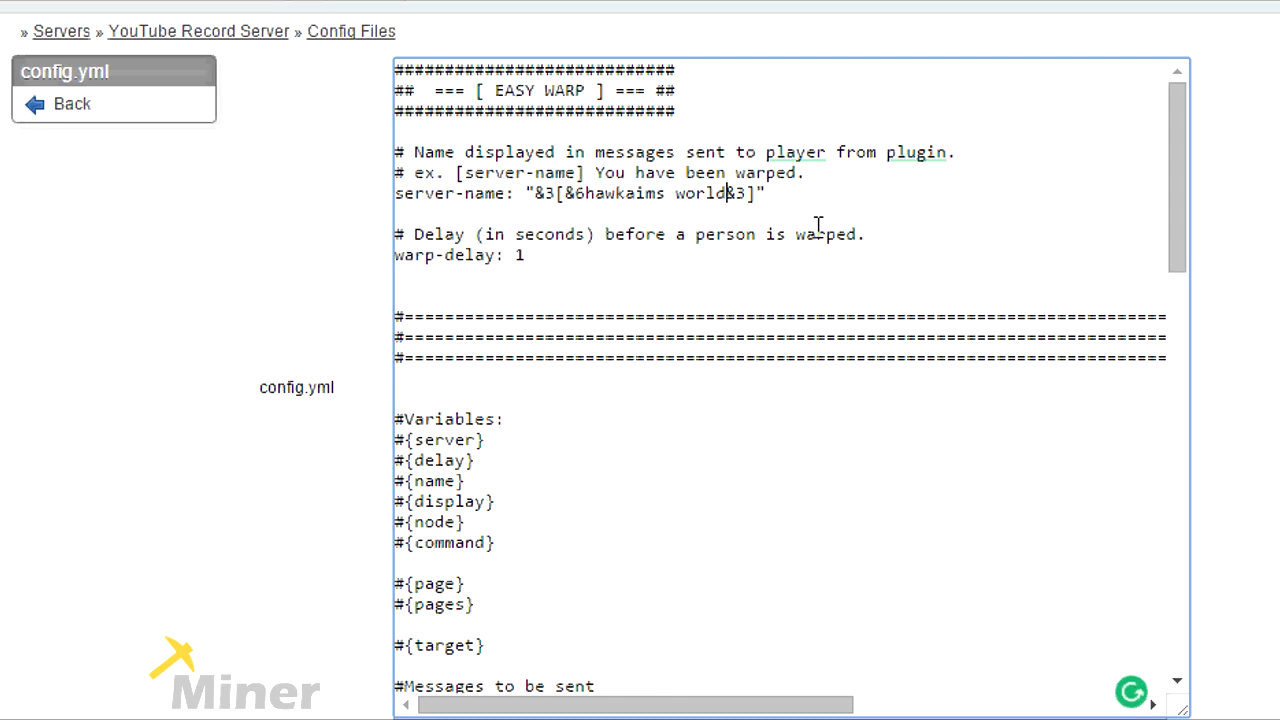 » Servers » YouTube Record Server » Config Files
config.yml
Back
############################
##  === [ EASY WARP ] === ##
############################
# Name displayed in messages sent to player from plugin.
# ex. [server-name] You have been warped.
server-name: "&3[&6hawkaims world&3]"
# Delay (in seconds) before a person is warped.
warp-delay: 1
#============================================================================
#============================================================================
#============================================================================
config.yml
#Variables:
#{server}
#{delay}
#{name}
#{display}
#{node}
#{command}
#{page}
#{pages}
#{target}
#Messages to be sent
Miner